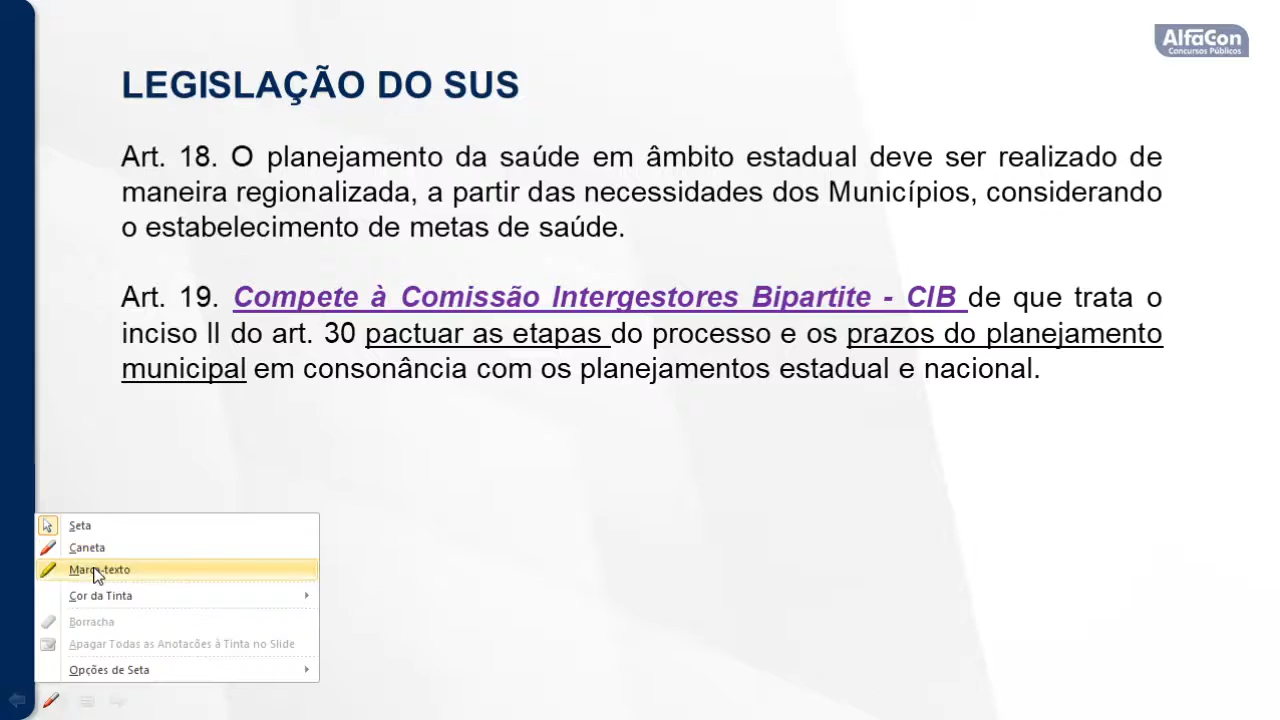 AlfaCon
Concursos Públicos
LEGISLAÇÃO DO SUS
Art. 18. O planejamento da saúde em âmbito estadual deve ser realizado de
maneira regionalizada, a partir das necessidades dos Municípios, considerando
o estabelecimento de metas de saúde.
Art. 19. Compete à Comissão Intergestores Bipartite - CIB de que trata o
inciso II do art. 30 pactuar as etapas do processo e os prazos do planejamento
municipal em consonância com os planejamentos estadual e nacional.
Seta
Caneta
Marca-texto
Cor da Tinta
Borracha
Apagar Todas as Anotacões à Tinta no Slide
Opções de Seta